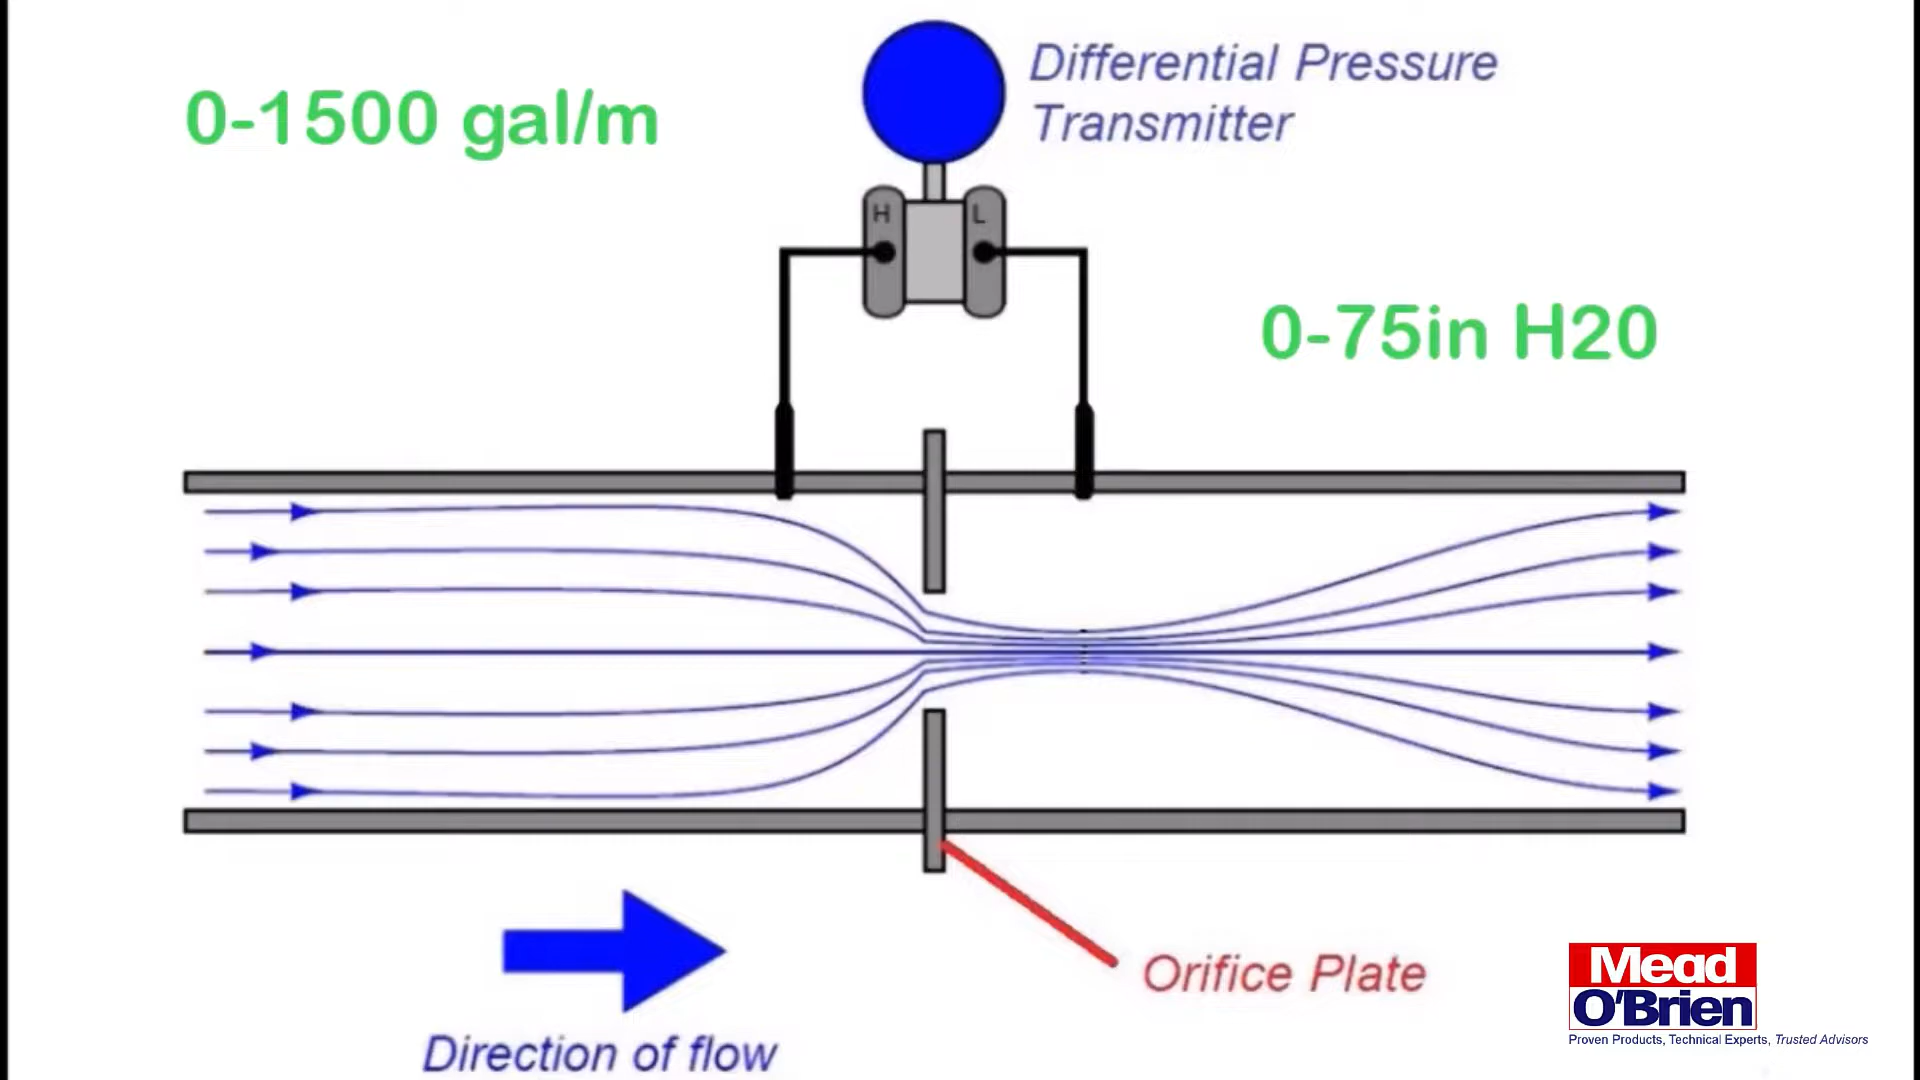 Differential Pressure
Transmitter
0-1500 gal/m
H
L
0-75in H20
Orifice Plate
Direction of flow
Mead
O'Brien
Proven Products, Technical Experts, Trusted Advisors